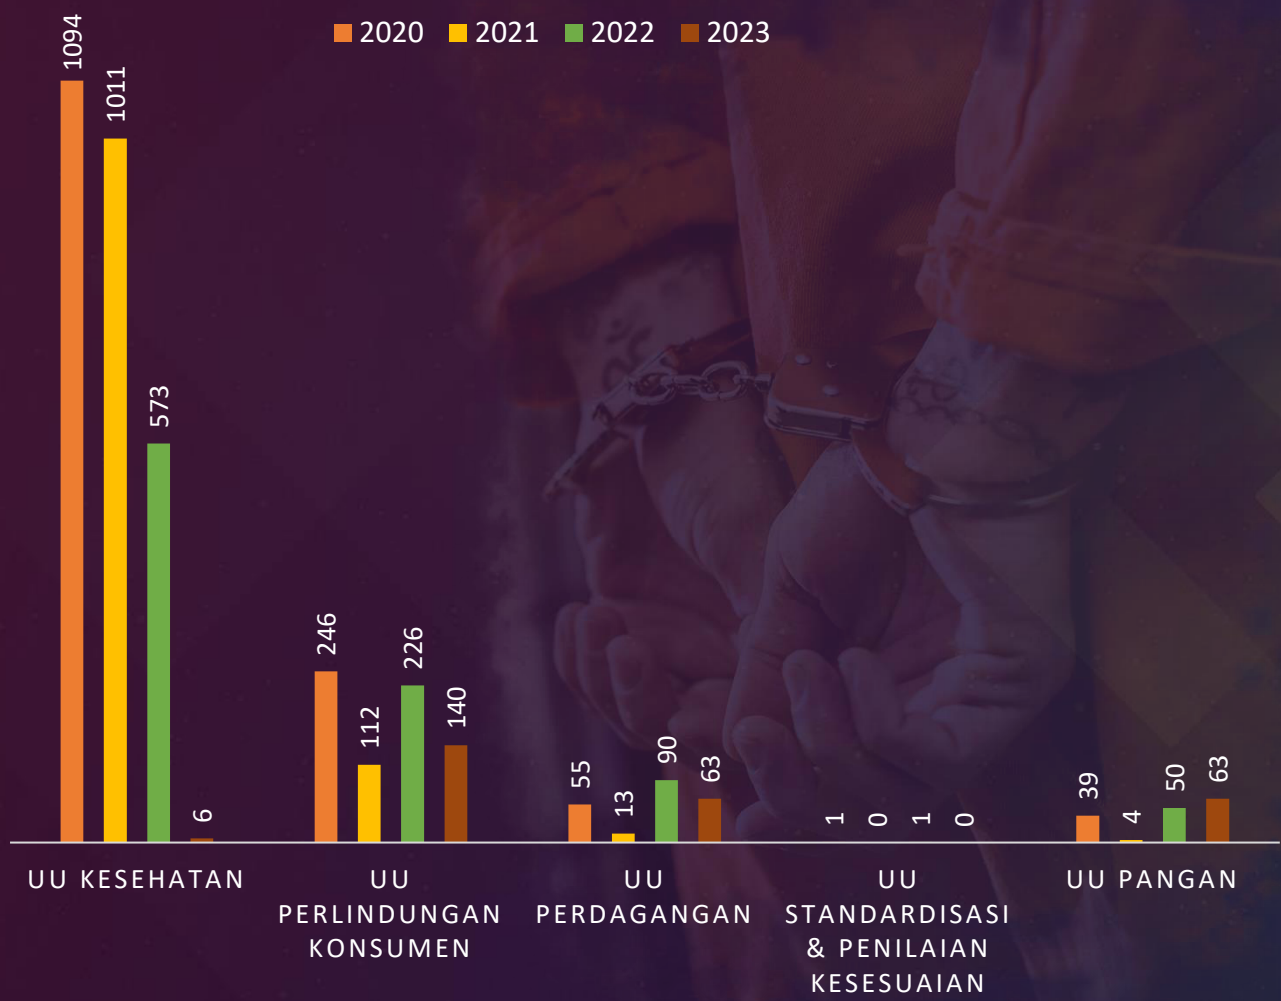 2020 2021 2022 2023
1094
1011
573
6
246
112
226
140
55
13
90
63
1
0
1
0
39
4
50
63
UU KESEHATAN
UU
PERLINDUNGAN
KONSUMEN
UU
PERDAGANGAN
UU
STANDARDISASI
& PENILAIAN
KESESUAIAN
UU PANGAN